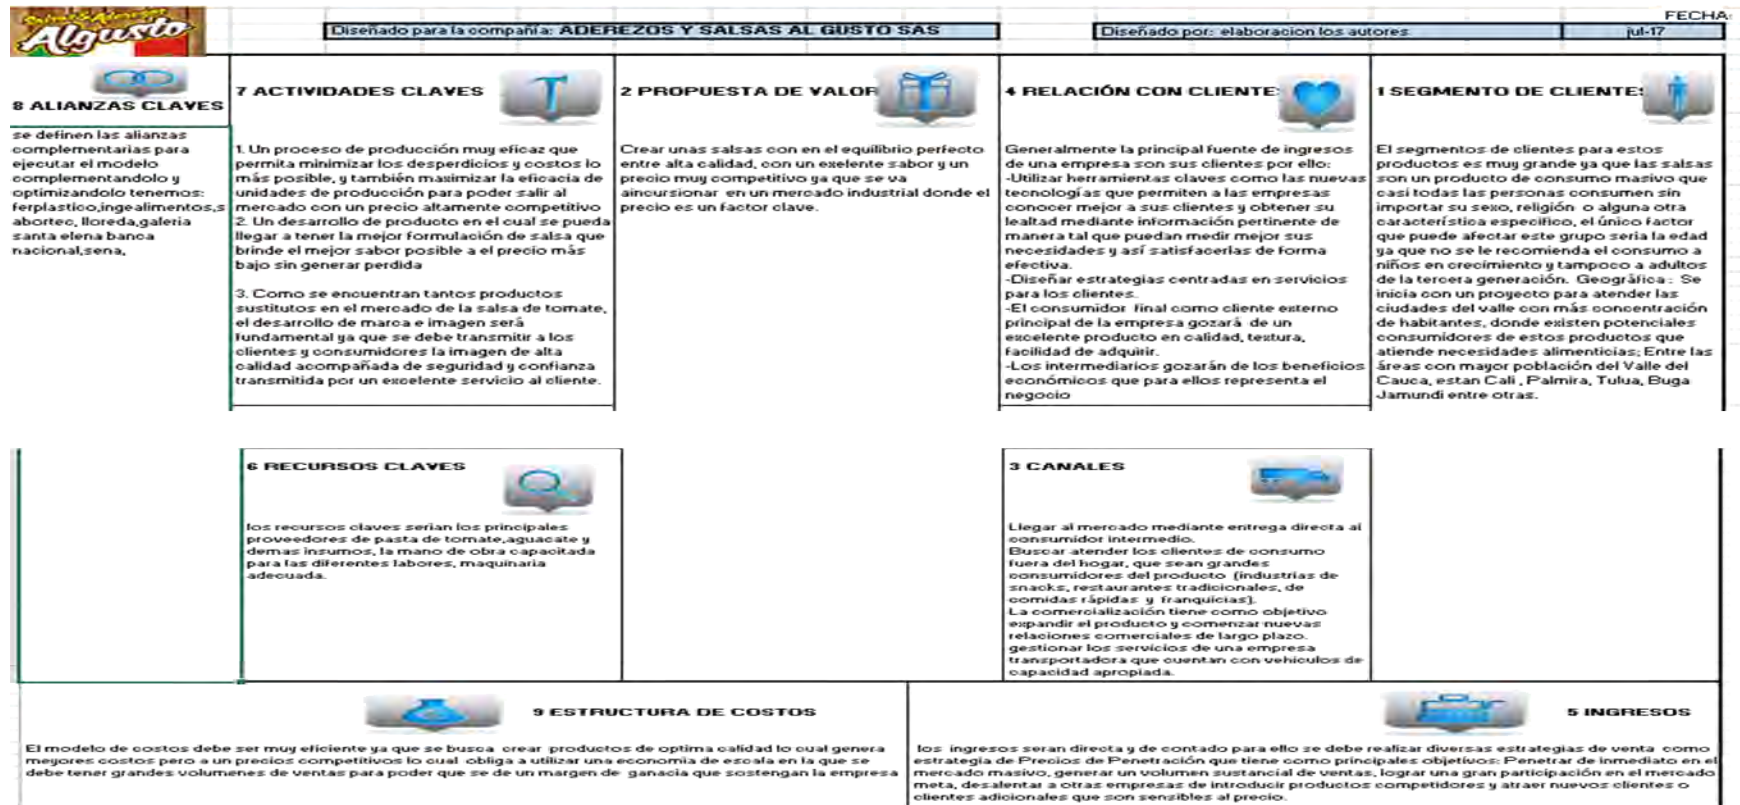 Salsas & Aderezos
Algusto
Diseñado para la compañia: ADEREZOS Y SALSAS AL GUSTO SAS
Diseñado por: elaboracion los autores
FECHA:
jul-17
8 ALIANZAS CLAVES
se definen las alianzas
complementarias para
ejecutar el modelo
complementandolo y
optimizandolo tenemos:
ferplastico,ingealimentos,s
abortec, lloreda,galeria
santa elena banca
nacional,sena,
7 ACTIVIDADES CLAVES
1. Un proceso de producción muy eficaz que
permita minimizar los desperdicios y costos lo
más posible, y también maximizar la eficacia de
unidades de producción para poder salir al
mercado con un precio altamente competitivo
2. Un desarrollo de producto en el cual se pueda
llegar a tener la mejor formulación de salsa que
brinde el mejor sabor posible a el precio más
bajo sin generar perdida
3. Como se encuentran tantos productos
sustitutos en el mercado de la salsa de tomate,
el desarrollo de marca e imagen será
fundamental ya que se debe transmitir a los
clientes y consumidores la imagen de alta
calidad acompañada de seguridad y confianza
transmitida por un excelente servicio al cliente.
2 PROPUESTA DE VALOR
Crear unas salsas con en el equilibrio perfecto
entre alta calidad, con un exelente sabor y un
precio muy competitivo ya que se va
aincursionar en un mercado industrial donde el
precio es un factor clave.
4 RELACIÓN CON CLIENTE
Generalmente la principal fuente de ingresos
de una empresa son sus clientes por ello:
-Utilizar herramientas claves como las nuevas
tecnologías que permiten a las empresas
conocer mejor a sus clientes y obtener su
lealtad mediante información pertinente de
manera tal que puedan medir mejor sus
necesidades y así satisfacerlas de forma
efectiva.
-Diseñar estrategias centradas en servicios
para los clientes.
-El consumidor final como cliente externo
principal de la empresa gozará de un
excelente producto en calidad, textura,
facilidad de adquirir.
-Los intermediarios gozarán de los beneficios
económicos que para ellos representa el
negocio
1 SEGMENTO DE CLIENTES
El segmentos de clientes para estos
productos es muy grande ya que las salsas
son un producto de consumo masivo que
casi todas las personas consumen sin
importar su sexo, religión o alguna otra
característica especifico, el único factor
que puede afectar este grupo seria la edad
ya que no se le recomienda el consumo a
niños en crecimiento y tampoco a adultos
de la tercera generación. Geográfica: Se
inicia con un proyecto para atender las
ciudades del valle con más concentración
de habitantes, donde existen potenciales
consumidores de estos productos que
atiende necesidades alimenticias; Entre las
áreas con mayor población del Valle del
Cauca, estan Cali , Palmira, Tulua, Buga
Jamundi entre otras.
6 RECURSOS CLAVES
los recursos claves serian los principales
proveedores de pasta de tomate,aguacate y
demas insumos, la mano de obra capacitada
para las diferentes labores, maquinaria
adecuada.
3 CANALES
Llegar al mercado mediante entrega directa al
consumidor intermedio.
Buscar atender los clientes de consumo
fuera del hogar, que sean grandes
consumidores del producto (industrias de
snacks, restaurantes tradicionales, de
comidas rápidas y franquicias).
La comercialización tiene como objetivo
expandir el producto y comenzar nuevas
relaciones comerciales de largo plazo.
gestionar los servicios de una empresa
transportadora que cuentan con vehiculos de
capacidad apropiada.
9 ESTRUCTURA DE COSTOS
El modelo de costos debe ser muy eficiente ya que se busca crear productos de optima calidad lo cual genera
meyores costos pero a un precios competitivos lo cual obliga a utilizar una economia de escala en la que se
debe tener grandes volumenes de ventas para poder que se de un margen de ganacia que sostengan la empresa
5 INGRESOS
los ingresos seran directa y de contado para ello se debe realizar diversas estrategias de venta como
estrategia de Precios de Penetración que tiene como principales objetivos: Penetrar de inmediato en el
mercado masivo, generar un volumen sustancial de ventas, lograr una gran participación en el mercado
meta, desalentar a otras empresas de introducir productos competidores y atraer nuevos clientes o
clientes adicionales que son sensibles al precio.